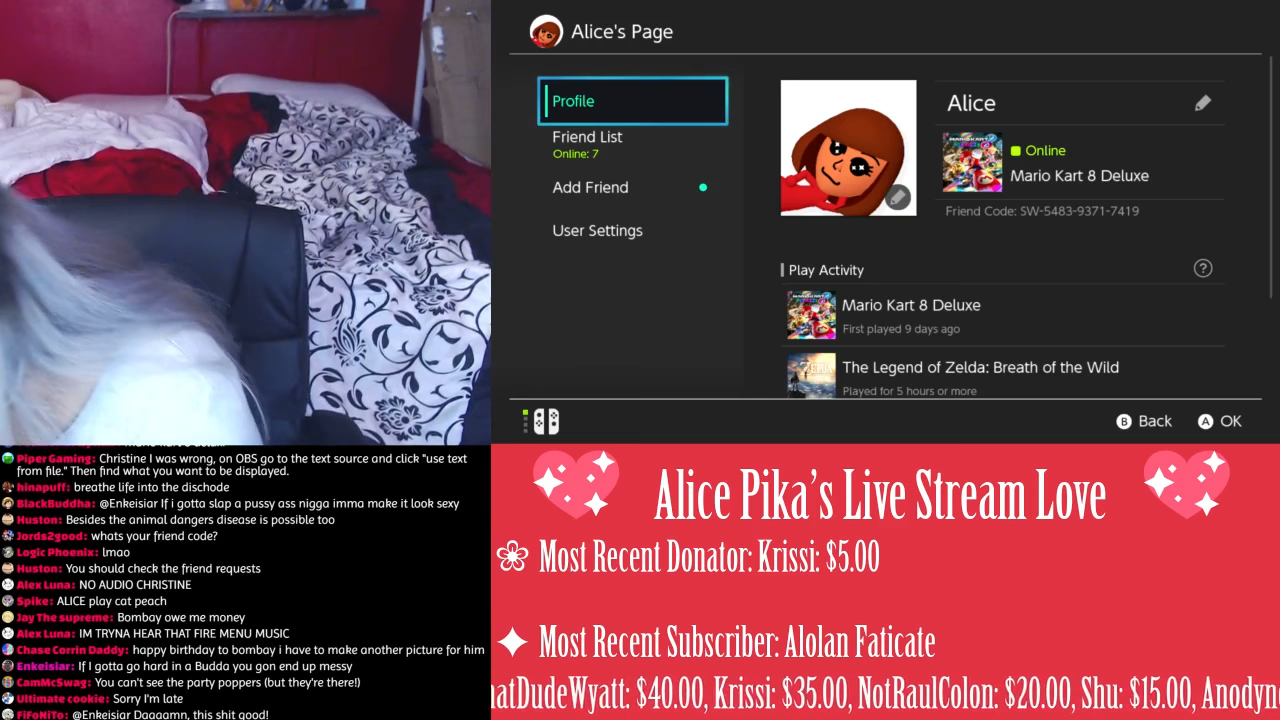 Alice's Page
Profile
Friend List
Online: 7
Add Friend
User Settings
Alice
Online
Mario Kart 8 Deluxe
Friend Code: SW-5483-9371-7419
Play Activity
?
Mario Kart 8 Deluxe
First played 9 days ago
The Legend of Zelda: Breath of the Wild
Played for 5 hours or more
B Back A OK
Piper Gaming: Christine I was wrong, on OBS go to the text source and click "use text
from file." Then find what you want to be displayed.
hinapuff: breathe life into the dischode
BlackBuddha: @Enkeisiar If i gotta slap a pussy ass nigga imma make it look sexy
Huston: Besides the animal dangers disease is possible too
Jords2good: whats your friend code?
Logic Phoenix: lmao
Huston: You should check the friend requests
Alex Luna: NO AUDIO CHRISTINE
Spike: ALICE play cat peach
Jay The supreme: Bombay owe me money
Alex Luna: IM TRYNA HEAR THAT FIRE MENU MUSIC
Chase Corrin Daddy: happy birthday to bombay i have to make another picture for him
Enkeisiar: If I gotta go hard in a Budda you gon end up messy
CamMcSwag: You can't see the party poppers (but they're there!)
Ultimate cookie: Sorry I'm late
FiFoNiTo: @Enkeisiar Daaaamn, this shit good!
Alice Pika's Live Stream Love
Most Recent Donator: Krissi: $5.00
Most Recent Subscriber: Alolan Faticate
atDudeWyatt: $40.00, Krissi: $35.00, NotRaulColon: $20.00, Shu: $15.00, Anodyn